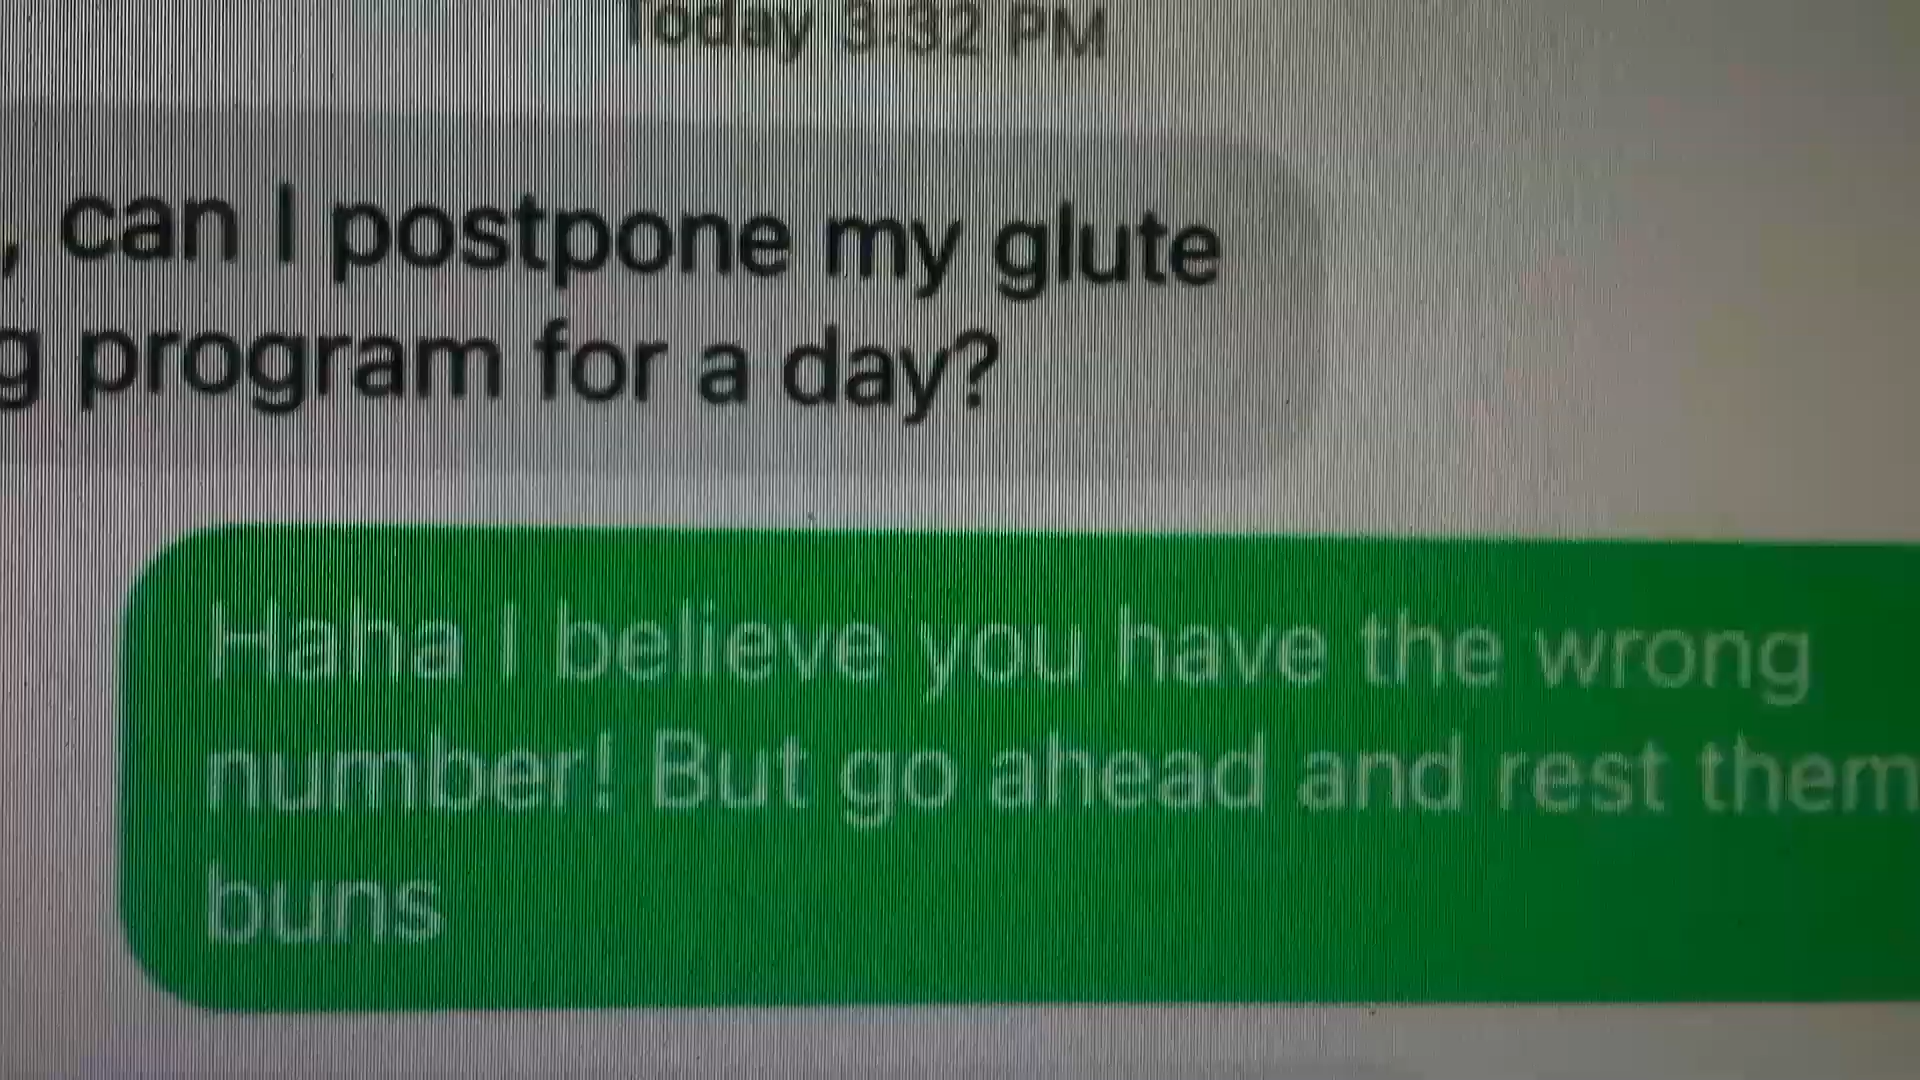 Today 3:32 PM
, can I postpone my glute
g program for a day?
Haha I believe you have the wrong
number! But go ahead and rest them
buns